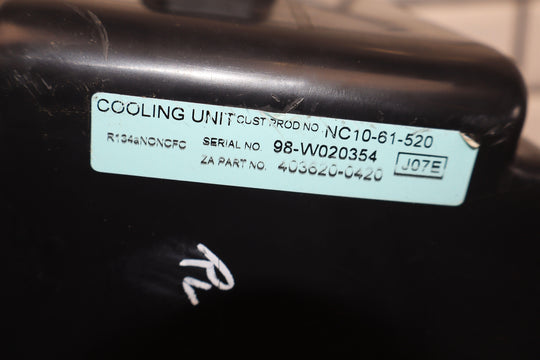 COOLING UNIT CUST PROD NO. NC10-61-520
R134aNONCFC SERIAL NO. 98-W020354
ZA PART NO. 403620-0420 J07E
RL